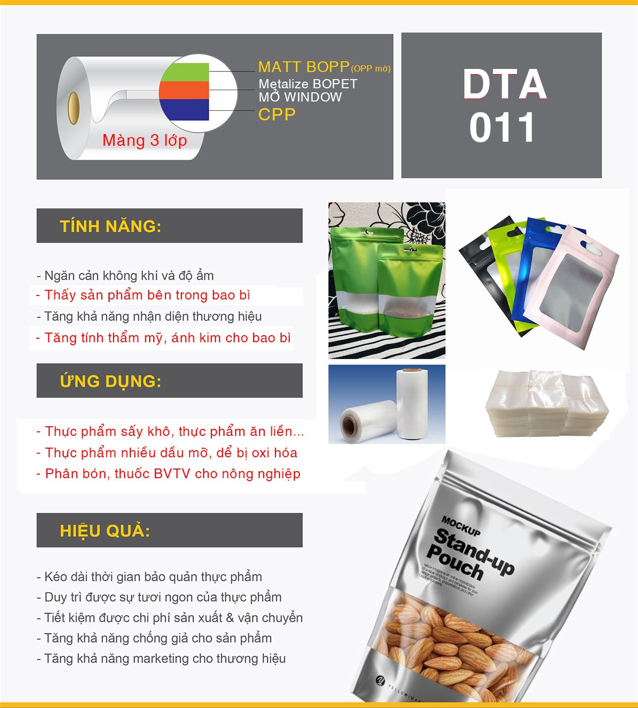 MATT BOPP(OPP mờ)
Metalize BOPET
MỞ WINDOW
CPP
Màng 3 lớp
DTA
011
TÍNH NĂNG:
- Ngăn cản không khí và độ ẩm
- Thấy sản phẩm bên trong bao bì
- Tăng khả năng nhận diện thương hiệu
- Tăng tính thẩm mỹ, ánh kim cho bao bì
ỨNG DỤNG:
- Thực phẩm sấy khô, thực phẩm ăn liền...
- Thực phẩm nhiều dầu mỡ, dể bị oxi hóa
- Phân bón, thuốc BVTV cho nông nghiệp
HIỆU QUẢ:
- Kéo dài thời gian bảo quản thực phẩm
- Duy trì được sự tươi ngon của thực phẩm
- Tiết kiệm được chi phí sản xuất & vận chuyển
- Tăng khả năng chống giả cho sản phẩm
- Tăng khả năng marketing cho thương hiệu
MOCKUP
Stand-up
Pouch